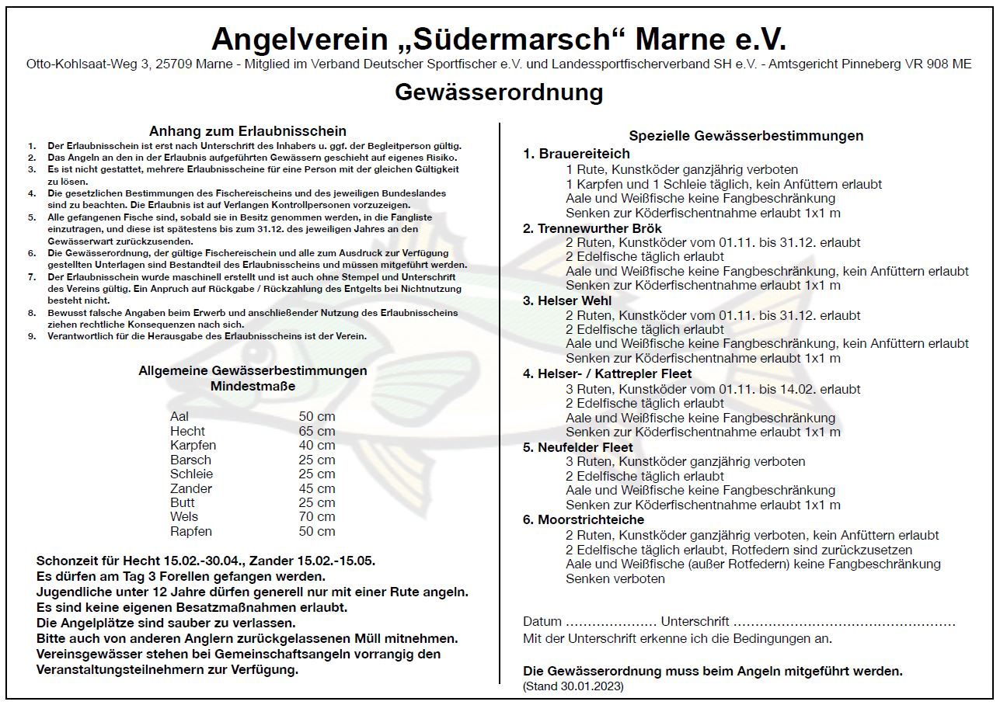 Angelverein „Südermarsch“ Marne e.V.
Otto-Kohlsaat-Weg 3, 25709 Marne - Mitglied im Verband Deutscher Sportfischer e.V. und Landessportfischerverband SH e.V. - Amtsgericht Pinneberg VR 908 ME
Gewässerordnung
Anhang zum Erlaubnisschein
1. Der Erlaubnisschein ist erst nach Unterschrift des Inhabers u. ggf. der Begleitperson gültig.
2. Das Angeln an den in der Erlaubnis aufgeführten Gewässern geschieht auf eigenes Risiko.
3. Es ist nicht gestattet, mehrere Erlaubnisscheine für eine Person mit der gleichen Gültigkeit
zu lösen.
4. Die gesetzlichen Bestimmungen des Fischereischeins und des jeweiligen Bundeslandes
sind zu beachten. Die Erlaubnis ist auf Verlangen Kontrollpersonen vorzuzeigen.
5. Alle gefangenen Fische sind, sobald sie in Besitz genommen werden, in die Fangliste
einzutragen, und diese ist spätestens bis zum 31.12. des jeweiligen Jahres an den
Gewässerwart zurückzusenden.
6. Die Gewässerordnung, der gültige Fischereischein und alle zum Ausdruck zur Verfügung
gestellten Unterlagen sind Bestandteil des Erlaubnisscheins und müssen mitgeführt werden.
7. Der Erlaubnisschein wurde maschinell erstellt und ist auch ohne Stempel und Unterschrift
des Vereins gültig. Ein Anpruch auf Rückgabe / Rückzahlung des Entgelts bei Nichtnutzung
besteht nicht.
8. Bewusst falsche Angaben beim Erwerb und anschließender Nutzung des Erlaubnisscheins
ziehen rechtliche Konsequenzen nach sich.
9. Verantwortlich für die Herausgabe des Erlaubnisscheins ist der Verein.
Allgemeine Gewässerbestimmungen
Mindestmaße
Aal 50 cm
Hecht 65 cm
Karpfen 40 cm
Barsch 25 cm
Schleie 25 cm
Zander 45 cm
Butt 25 cm
Wels 70 cm
Rapfen 50 cm
Schonzeit für Hecht 15.02.-30.04., Zander 15.02.-15.05.
Es dürfen am Tag 3 Forellen gefangen werden.
Jugendliche unter 12 Jahre dürfen generell nur mit einer Rute angeln.
Es sind keine eigenen Besatzmaßnahmen erlaubt.
Die Angelplätze sind sauber zu verlassen.
Bitte auch von anderen Anglern zurückgelassenen Müll mitnehmen.
Vereinsgewässer stehen bei Gemeinschaftsangeln vorrangig den
Veranstaltungsteilnehmern zur Verfügung.
Spezielle Gewässerbestimmungen
1. Brauereiteich
1 Rute, Kunstköder ganzjährig verboten
1 Karpfen und 1 Schleie täglich, kein Anfüttern erlaubt
Aale und Weißfische keine Fangbeschränkung
Senken zur Köderfischentnahme erlaubt 1x1 m
2. Trennewurther Brök
2 Ruten, Kunstköder vom 01.11. bis 31.12. erlaubt
2 Edelfische täglich erlaubt
Aale und Weißfische keine Fangbeschränkung, kein Anfüttern erlaubt
Senken zur Köderfischentnahme erlaubt 1x1 m
3. Helser Wehl
2 Ruten, Kunstköder vom 01.11. bis 31.12. erlaubt
2 Edelfische täglich erlaubt
Aale und Weißfische keine Fangbeschränkung, kein Anfüttern erlaubt
Senken zur Köderfischentnahme erlaubt 1x1 m
4. Helser- / Kattrepler Fleet
3 Ruten, Kunstköder vom 01.11. bis 14.02. erlaubt
2 Edelfische täglich erlaubt
Aale und Weißfische keine Fangbeschränkung
Senken zur Köderfischentnahme erlaubt 1x1 m
5. Neufelder Fleet
3 Ruten, Kunstköder ganzjährig verboten
2 Edelfische täglich erlaubt
Aale und Weißfische keine Fangbeschränkung
Senken zur Köderfischentnahme erlaubt 1x1 m
6. Moorstrichteiche
2 Ruten, Kunstköder ganzjährig verboten, kein Anfüttern erlaubt
2 Edelfische täglich erlaubt, Rotfedern sind zurückzusetzen
Aale und Weißfische (außer Rotfedern) keine Fangbeschränkung
Senken verboten
Datum ………………… Unterschrift ……………………………………………
Mit der Unterschrift erkenne ich die Bedingungen an.
Die Gewässerordnung muss beim Angeln mitgeführt werden.
(Stand 30.01.2023)